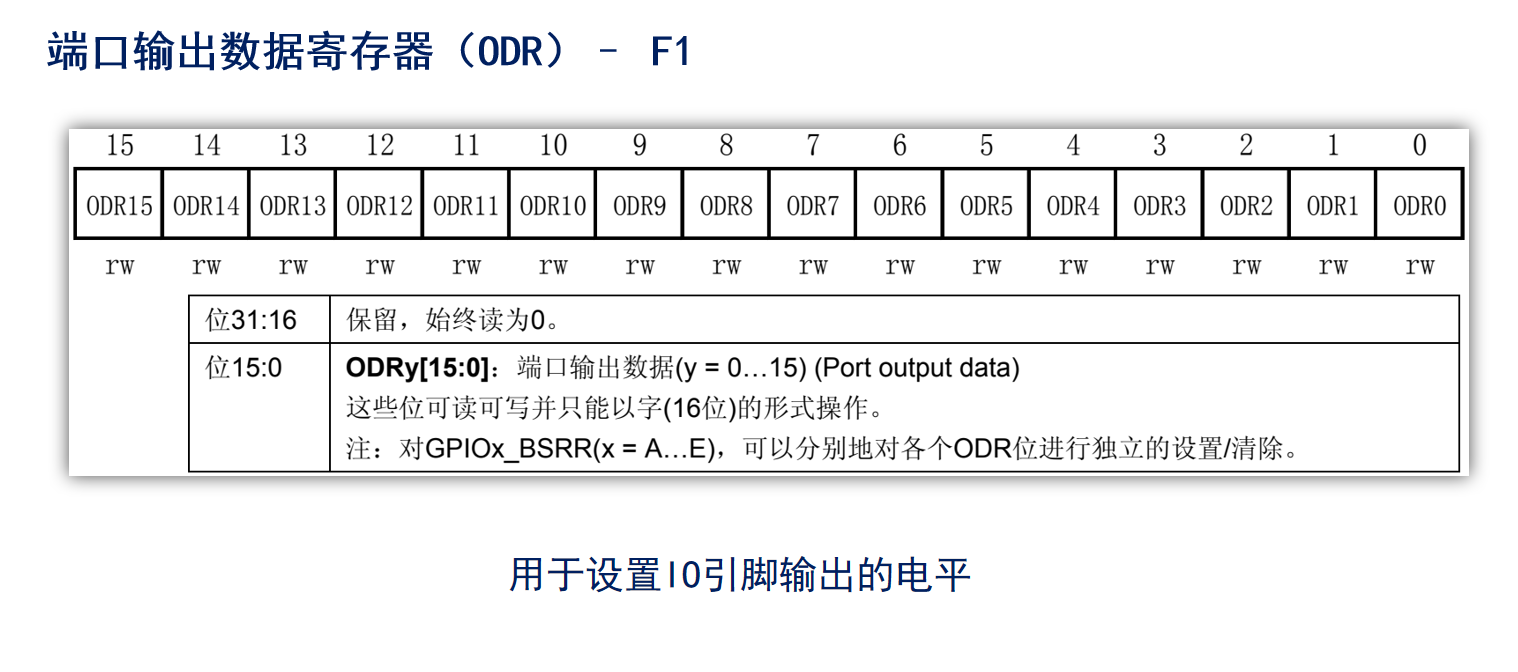 端口输出数据寄存器（ODR） - F1
15 14 13 12 11 10 9 8 7 6 5 4 3 2 1 0
ODR15 ODR14 ODR13 ODR12 ODR11 ODR10 ODR9 ODR8 ODR7 ODR6 ODR5 ODR4 ODR3 ODR2 ODR1 ODR0
rw rw rw rw rw rw rw rw rw rw rw rw rw rw rw rw
位31:16 保留，始终读为0。
位15:0 ODRy[15:0]：端口输出数据(y = 0…15) (Port output data)
这些位可读可写并只能以字(16位)的形式操作。
注：对GPIOx_BSRR(x = A…E)，可以分别地对各个ODR位进行独立的设置/清除。
用于设置IO引脚输出的电平